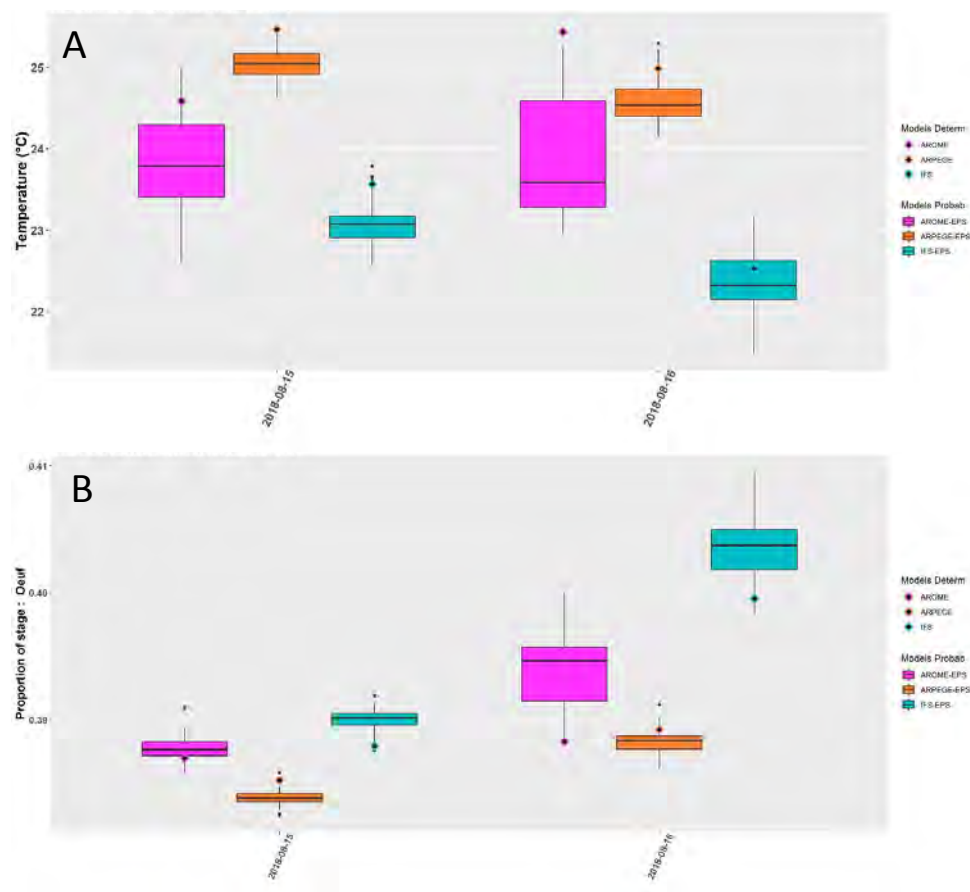 A
Temperature (°C)
25
24
23
22
2018-08-15
2018-08-16
Models Determ
AROME
ARPEGE
IFS
Models Probab
AROME-EPS
ARPEGE-EPS
IFS-EPS
B
Proportion of stage : Oeuf
0.41
0.40
0.39
2018-08-15
2018-08-16
Models Determ
AROME
ARPEGE
IFS
Models Probab
AROME-EPS
ARPEGE-EPS
IFS-EPS